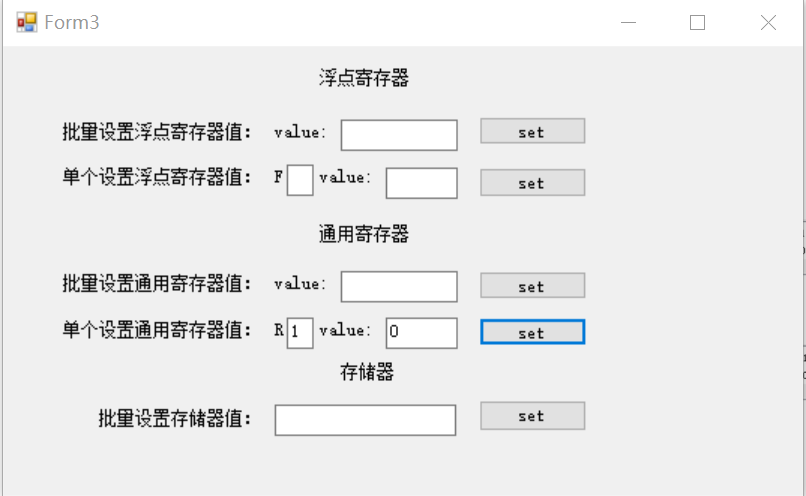 Form3
浮点寄存器
批量设置浮点寄存器值： value: set
单个设置浮点寄存器值： F value: set
通用寄存器
批量设置通用寄存器值： value: set
单个设置通用寄存器值： R 1 value: 0 set
存储器
批量设置存储器值： set